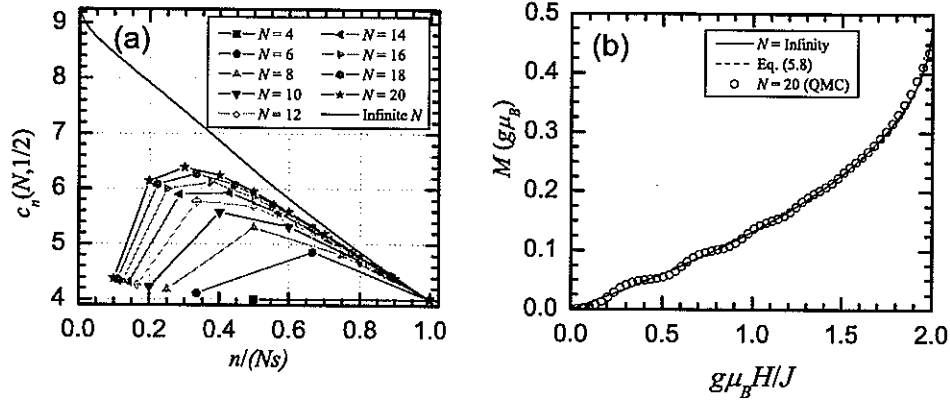 (a)
N = 4
N = 6
N = 8
N = 10
N = 12
N = 14
N = 16
N = 18
N = 20
Infinite N
9
8
7
6
5
4
cₙ(N,1/2)
0.0 0.2 0.4 0.6 0.8 1.0
n/(Ns)
(b)
N = Infinity
Eq. (5.8)
N = 20 (QMC)
0.5
0.4
0.3
0.2
0.1
0.0
M (gμ_B)
0.0 0.5 1.0 1.5 2.0
gμ_BH/J